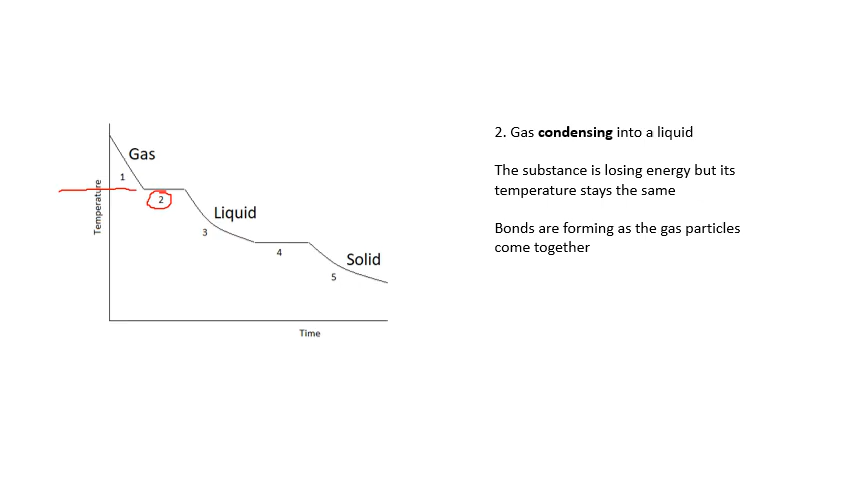 Gas
1
2
Liquid
3
4
Solid
5
Temperature
Time
2. Gas condensing into a liquid
The substance is losing energy but its
temperature stays the same
Bonds are forming as the gas particles
come together